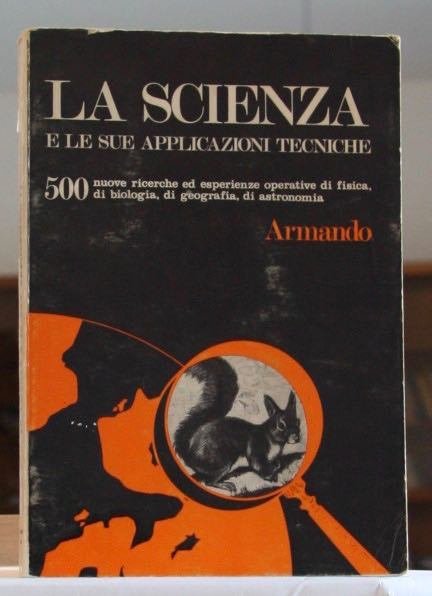 LA SCIENZA
E LE SUE APPLICAZIONI TECNICHE
500 nuove ricerche ed esperienze operative di fisica,
di biologia, di geografia, di astronomia
Armando